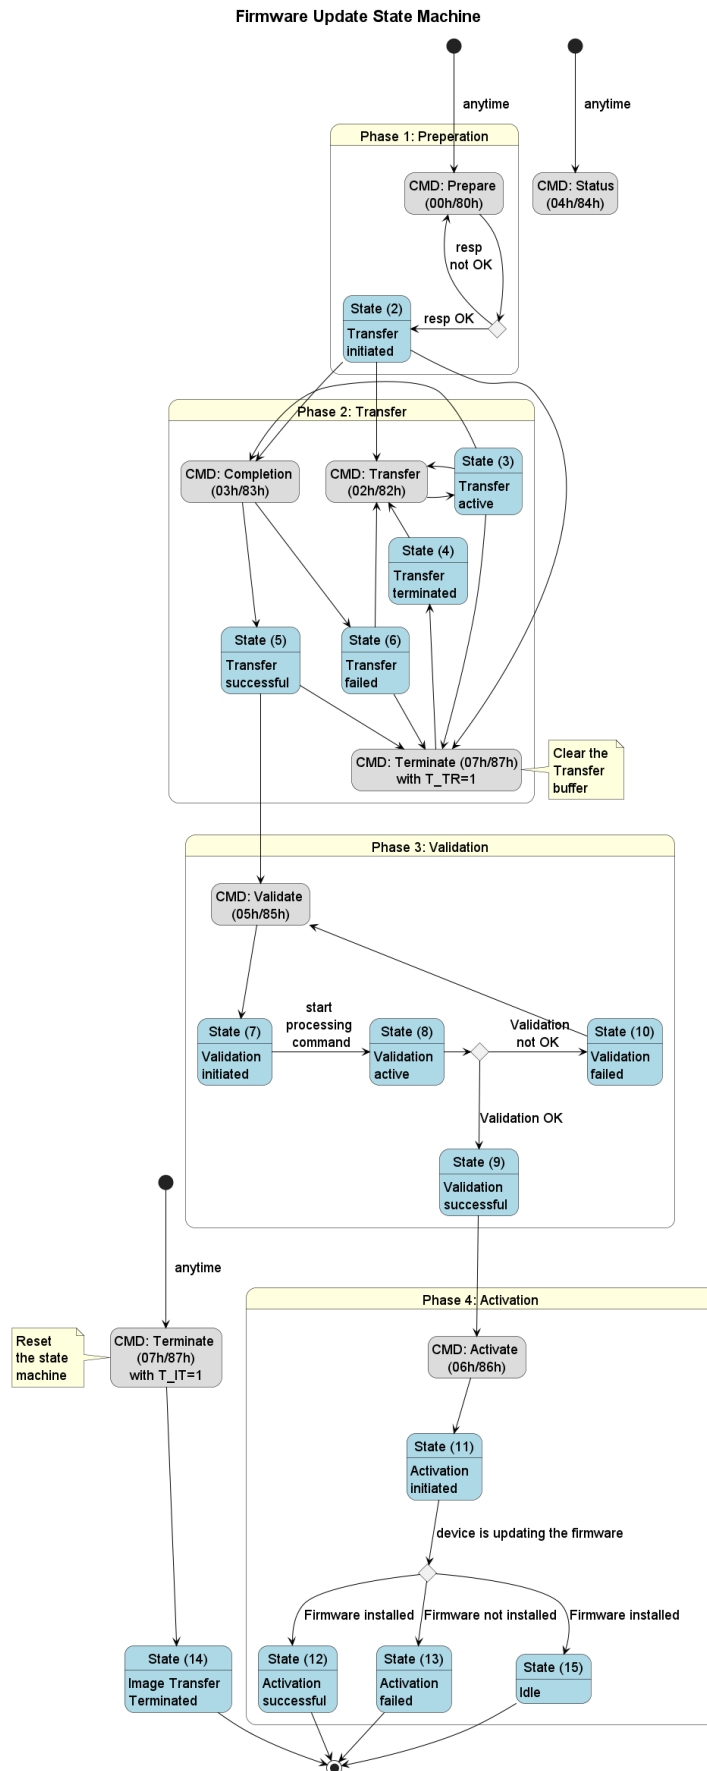 Firmware Update State Machine
anytime
anytime
Phase 1: Preperation
CMD: Prepare
(00h/80h)
CMD: Status
(04h/84h)
resp
not OK
resp OK
State (2)
Transfer
initiated
Phase 2: Transfer
CMD: Completion
(03h/83h)
CMD: Transfer
(02h/82h)
State (3)
Transfer
active
State (4)
Transfer
terminated
State (5)
Transfer
successful
State (6)
Transfer
failed
CMD: Terminate (07h/87h)
with T_TR=1
Clear the
Transfer
buffer
Phase 3: Validation
CMD: Validate
(05h/85h)
State (7)
Validation
initiated
start
processing
command
State (8)
Validation
active
Validation
not OK
State (10)
Validation
failed
Validation OK
State (9)
Validation
successful
anytime
Reset
the state
machine
CMD: Terminate
(07h/87h)
with T_IT=1
Phase 4: Activation
CMD: Activate
(06h/86h)
State (11)
Activation
initiated
device is updating the firmware
Firmware installed
Firmware not installed
Firmware installed
State (14)
Image Transfer
Terminated
State (12)
Activation
successful
State (13)
Activation
failed
State (15)
Idle